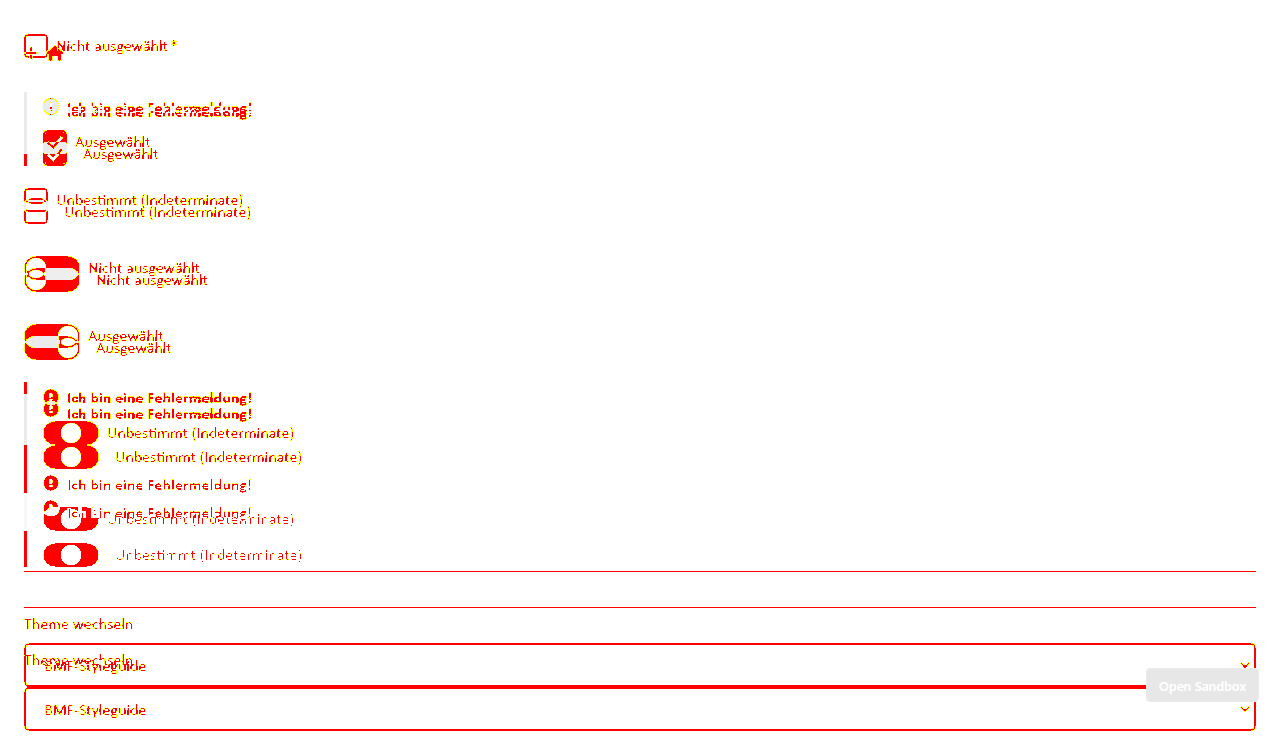 Nicht ausgewählt *
Ich bin eine Fehlermeldung!
Ich bin eine Fehlermeldung!
Ausgewählt
Ausgewählt
Unbestimmt (Indeterminate)
Unbestimmt (Indeterminate)
Nicht ausgewählt
Nicht ausgewählt
Ausgewählt
Ausgewählt
Ich bin eine Fehlermeldung!
Ich bin eine Fehlermeldung!
Unbestimmt (Indeterminate)
Unbestimmt (Indeterminate)
Ich bin eine Fehlermeldung!
Ich bin eine Fehlermeldung!
Unbestimmt (Indeterminate)
Unbestimmt (Indeterminate)
Theme wechseln
Theme wechseln
BMF-Styleguide
Open Sandbox
BMF-Styleguide